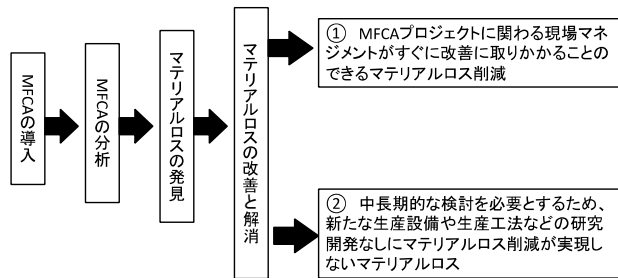 MFCAの導入
MFCAの分析
マテリアルロスの発見
マテリアルロスの改善と解消
① MFCAプロジェクトに関わる現場マネ
ジメントがすぐに改善に取りかかることの
できるマテリアルロス削減
② 中長期的な検討を必要とするため、
新たな生産設備や生産工法などの研究
開発なしにマテリアルロス削減が実現し
ないマテリアルロス